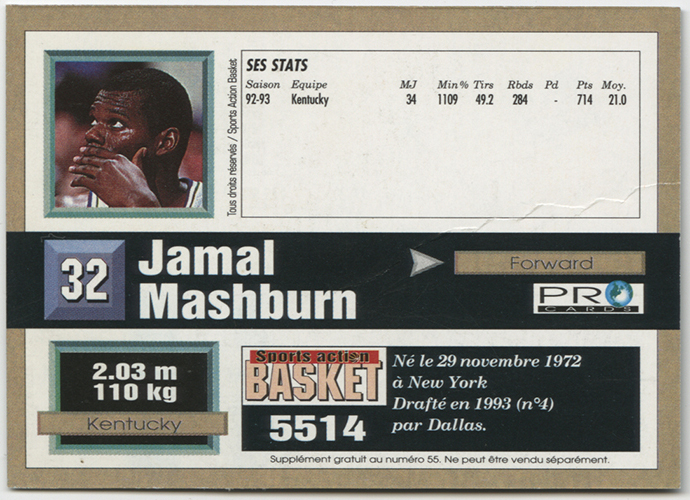 Tous droits réservés / Sports Action Basket
SES STATS
Saison Equipe MJ Min % Tirs Rbds Pd Pts Moy.
92-93 Kentucky 34 1109 49.2 284 - 714 21.0
32
Jamal
Mashburn
Forward
PRO
CARDS
2.03 m
110 kg
Kentucky
Sports action
BASKET
5514
Né le 29 novembre 1972
à New York
Drafté en 1993 (n°4)
par Dallas.
Supplément gratuit au numéro 55. Ne peut être vendu séparément.